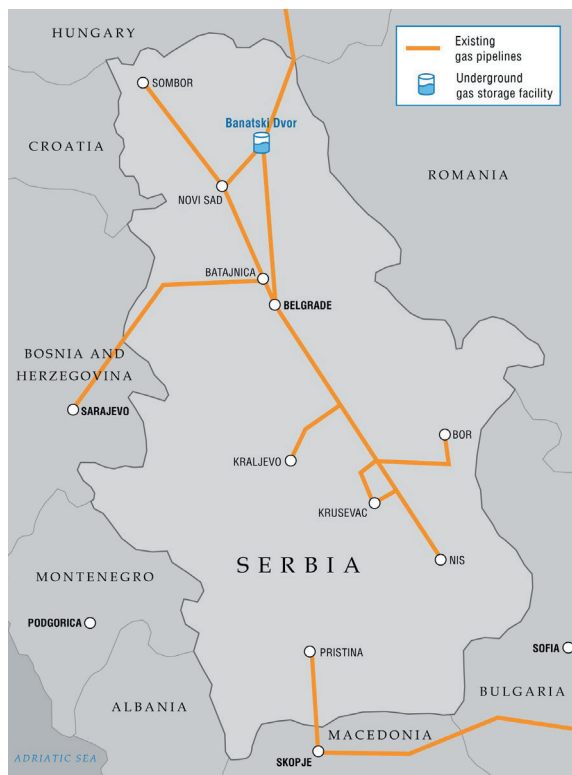 HUNGARY
Existing
gas pipelines
Underground
gas storage facility
SOMBOR
Banatski Dvor
CROATIA
ROMANIA
NOVI SAD
BATAJNICA
BELGRADE
BOSNIA AND
HERZEGOVINA
SARAJEVO
BOR
KRALJEVO
KRUSEVAC
SERBIA
NIS
MONTENEGRO
PODGORICA
PRISTINA
SOFIA
BULGARIA
ALBANIA
MACEDONIA
ADRIATIC SEA
SKOPJE